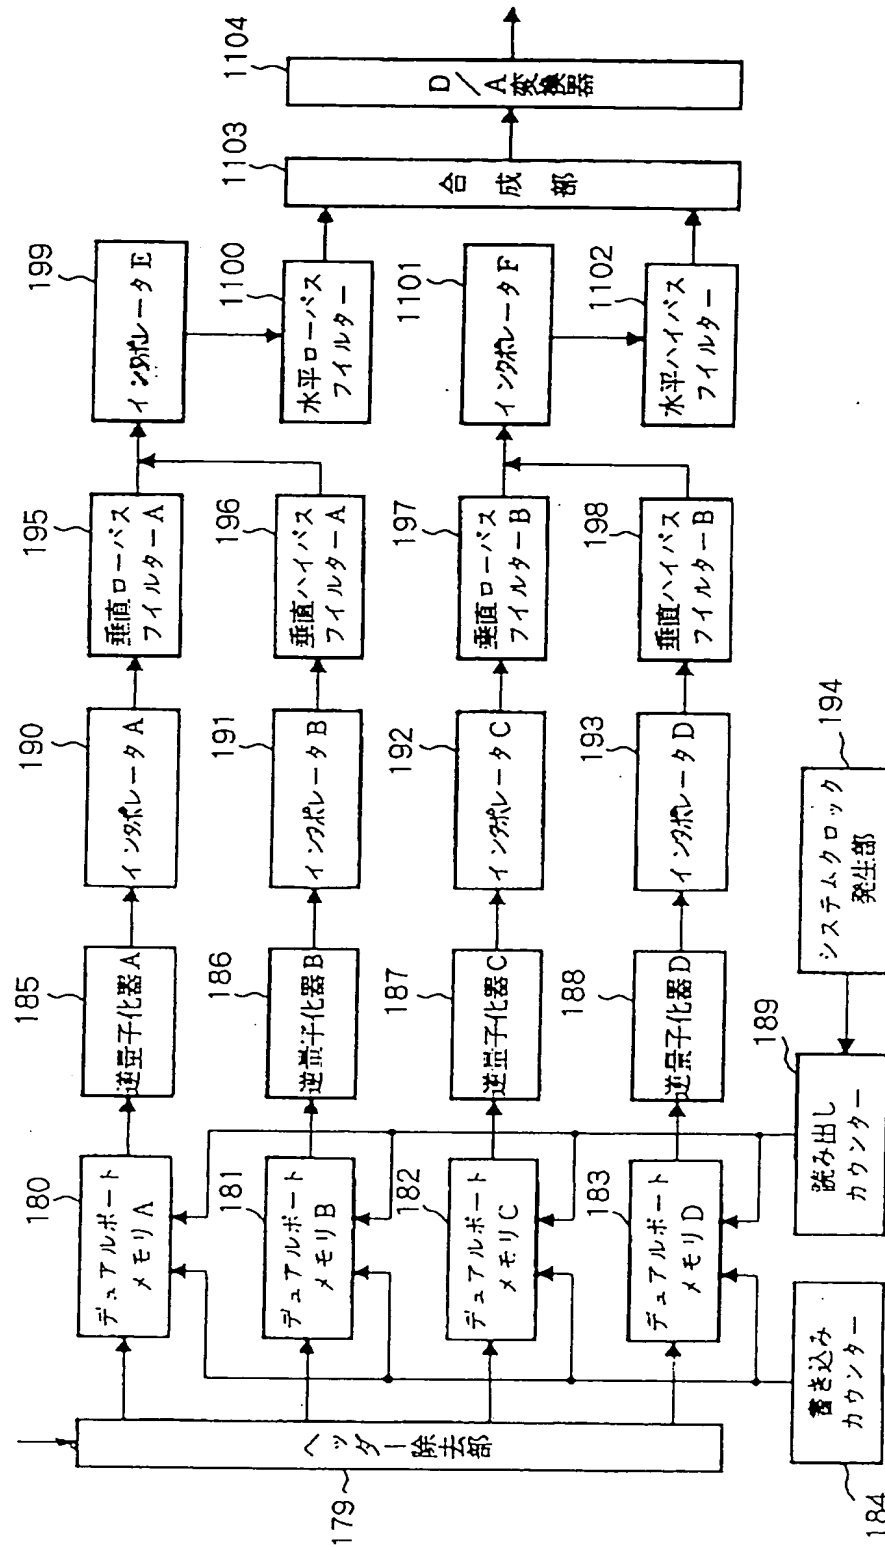 179
ヘッダー除去部
180
デュアルポート
メモリA
181
デュアルポート
メモリB
182
デュアルポート
メモリC
183
デュアルポート
メモリD
184
書き込み
カウンター
185
逆量子化器A
186
逆量子化器B
187
逆量子化器C
188
逆量子化器D
189
読み出し
カウンター
190
インタポレータA
191
インタポレータB
192
インタポレータC
193
インタポレータD
194
システムクロック
発生部
195
垂直ローパス
フイルターA
196
垂直ハイパス
フイルターA
197
垂直ローパス
フイルターB
198
垂直ハイパス
フイルターB
199
インタポレータE
1100
水平ローパス
フイルター
1101
インタポレータF
1102
水平ハイパス
フイルター
1103
合成部
1104
D/A変換器